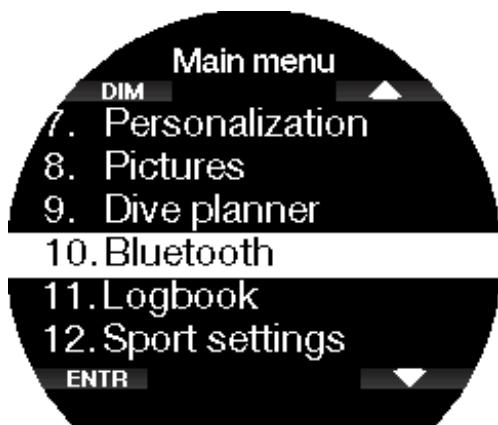 Main menu
DIM
7. Personalization
8. Pictures
9. Dive planner
10. Bluetooth
11. Logbook
12. Sport settings
ENTR